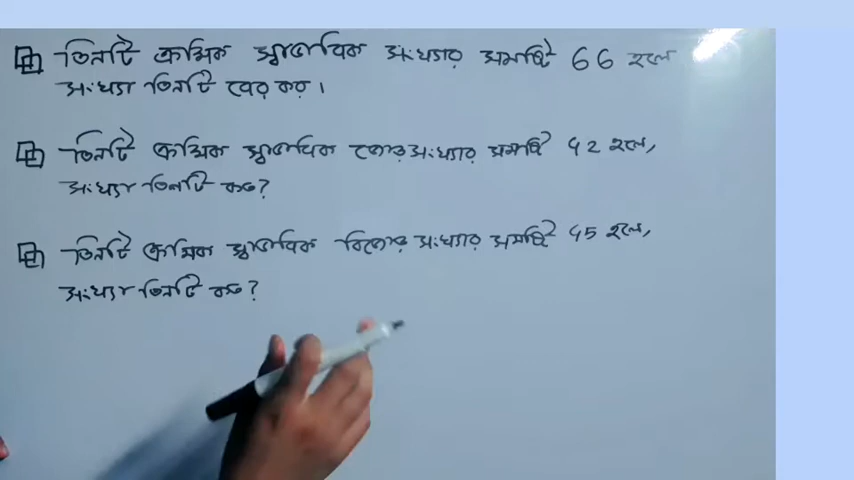 তিনটি ক্রমিক স্বাভাবিক সংখ্যার সমষ্টি 66 হলে
সংখ্যা তিনটি বের কর।
তিনটি ক্রমিক স্বাভাবিক জোড় সংখ্যার সমষ্টি 42 হলে,
সংখ্যা তিনটি কত?
তিনটি ক্রমিক স্বাভাবিক বিজোড় সংখ্যার সমষ্টি 45 হলে,
সংখ্যা তিনটি কত?